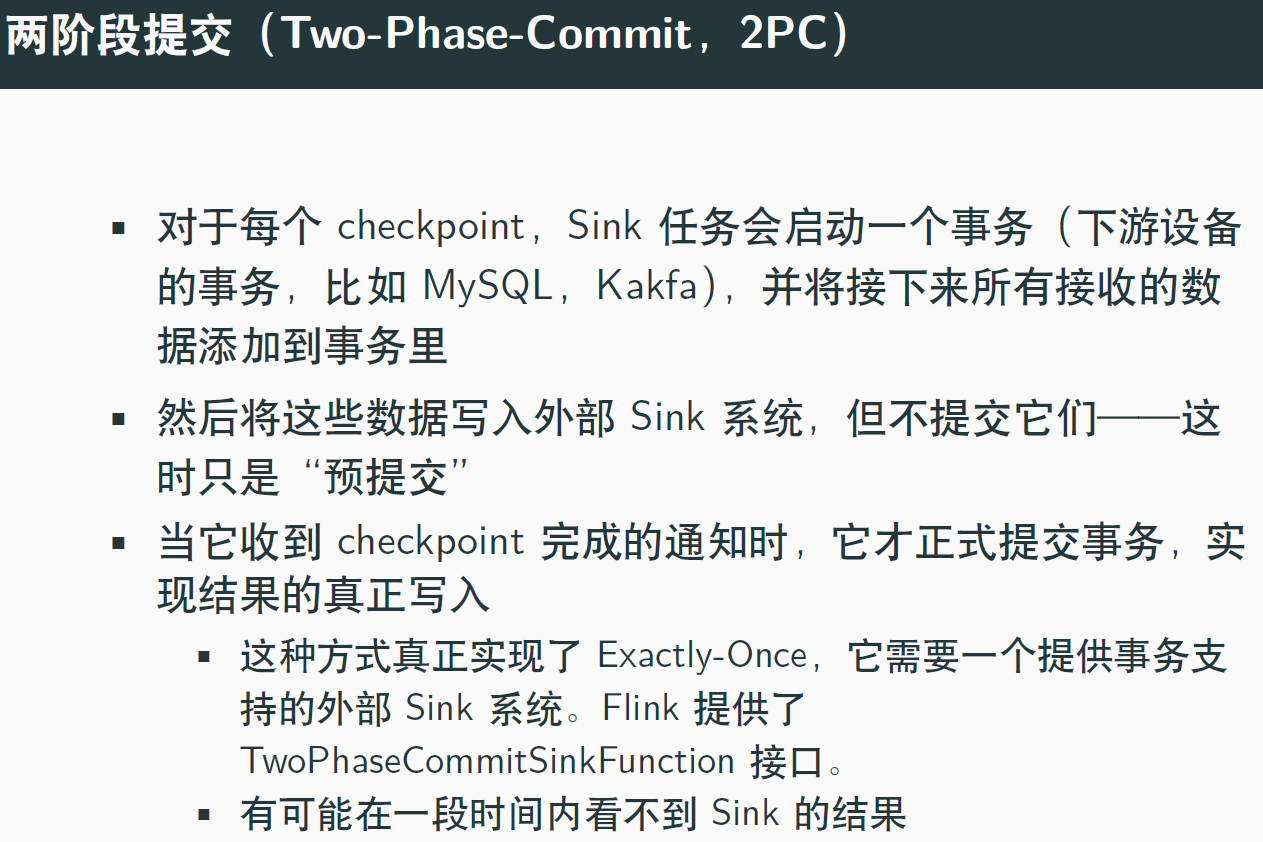 两阶段提交（Two-Phase-Commit，2PC）
▪ 对于每个 checkpoint，Sink 任务会启动一个事务（下游设备
的事务，比如 MySQL，Kakfa），并将接下来所有接收的数
据添加到事务里
▪ 然后将这些数据写入外部 Sink 系统，但不提交它们——这
时只是“预提交”
▪ 当它收到 checkpoint 完成的通知时，它才正式提交事务，实
现结果的真正写入
▪ 这种方式真正实现了 Exactly-Once，它需要一个提供事务支
持的外部 Sink 系统。Flink 提供了
TwoPhaseCommitSinkFunction 接口。
▪ 有可能在一段时间内看不到 Sink 的结果